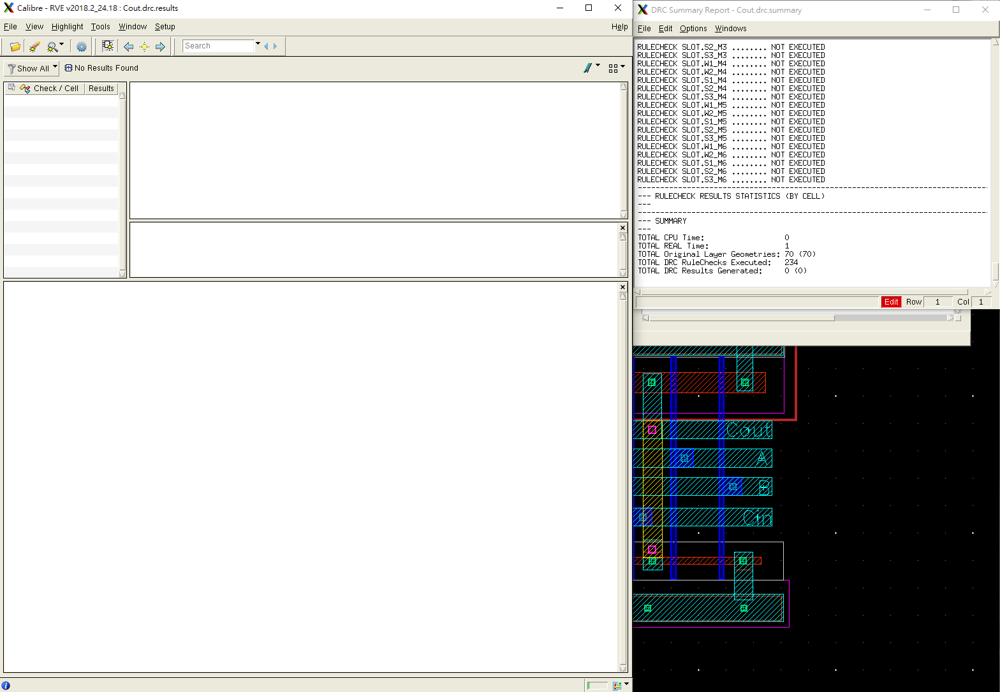 Calibre - RVE v2018.2_24.18 : Cout.drc.results
File View Highlight Tools Window Setup Help
Search
Show All No Results Found
Check / Cell Results
DRC Summary Report - Cout.drc.summary
File Edit Options Windows
RULECHECK SLOT.S2_M3 ........ NOT EXECUTED
RULECHECK SLOT.S3_M3 ........ NOT EXECUTED
RULECHECK SLOT.W1_M4 ........ NOT EXECUTED
RULECHECK SLOT.W2_M4 ........ NOT EXECUTED
RULECHECK SLOT.S1_M4 ........ NOT EXECUTED
RULECHECK SLOT.S2_M4 ........ NOT EXECUTED
RULECHECK SLOT.S3_M4 ........ NOT EXECUTED
RULECHECK SLOT.W1_M5 ........ NOT EXECUTED
RULECHECK SLOT.W2_M5 ........ NOT EXECUTED
RULECHECK SLOT.S1_M5 ........ NOT EXECUTED
RULECHECK SLOT.S2_M5 ........ NOT EXECUTED
RULECHECK SLOT.S3_M5 ........ NOT EXECUTED
RULECHECK SLOT.W1_M6 ........ NOT EXECUTED
RULECHECK SLOT.W2_M6 ........ NOT EXECUTED
RULECHECK SLOT.S1_M6 ........ NOT EXECUTED
RULECHECK SLOT.S2_M6 ........ NOT EXECUTED
RULECHECK SLOT.S3_M6 ........ NOT EXECUTED
--- RULECHECK RESULTS STATISTICS (BY CELL)
---
--- SUMMARY
---
TOTAL CPU Time: 0
TOTAL REAL Time: 1
TOTAL Original Layer Geometries: 70 (70)
TOTAL DRC RuleChecks Executed: 234
TOTAL DRC Results Generated: 0 (0)
Edit Row 1 Col 1
Cout
A
B
Cin